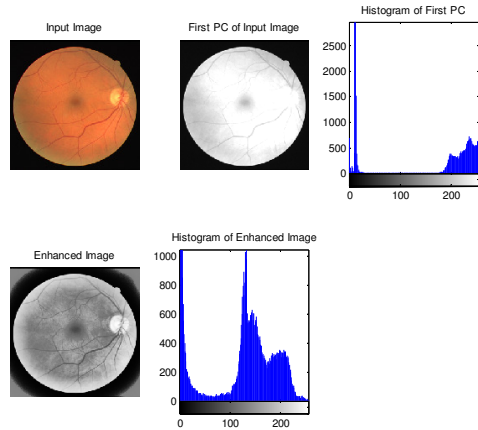 Input Image
First PC of Input Image
Histogram of First PC
2500
2000
1500
1000
500
0
0 100 200
Enhanced Image
Histogram of Enhanced Image
1000
800
600
400
200
0
0 100 200